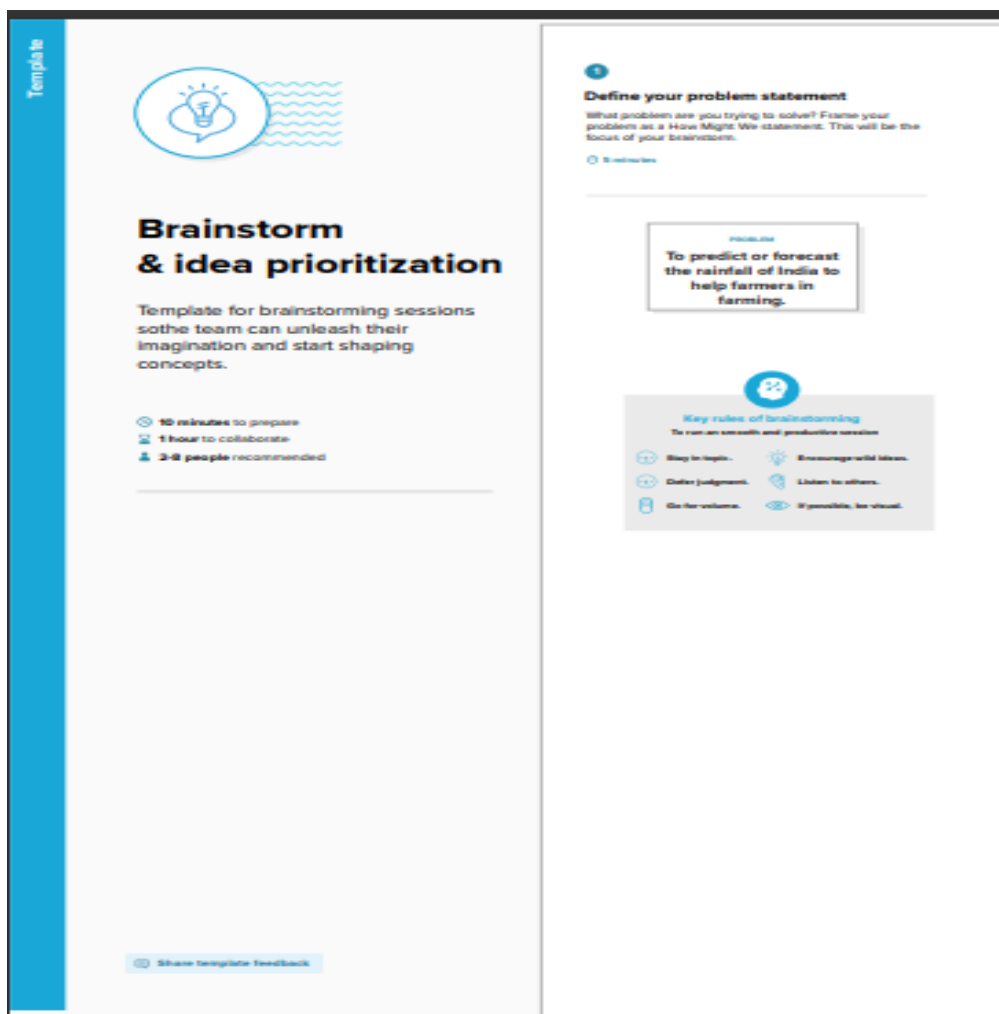 Template
Brainstorm
& idea prioritization
Template for brainstorming sessions
sothe team can unleash their
imagination and start shaping
concepts.
10 minutes to prepare
1 hour to collaborate
2-8 people recommended
Share template feedback
1
Define your problem statement
What problem are you trying to solve? Frame your
problem as a How Might We statement. This will be the
focus of your brainstorm.
5 minutes
PROBLEM
To predict or forecast
the rainfall of India to
help farmers in
farming.
Key rules of brainstorming
To run an smooth and productive session
Stay in topic.
Encourage wild ideas.
Defer judgment.
Listen to others.
Go for volume.
If possible, be visual.